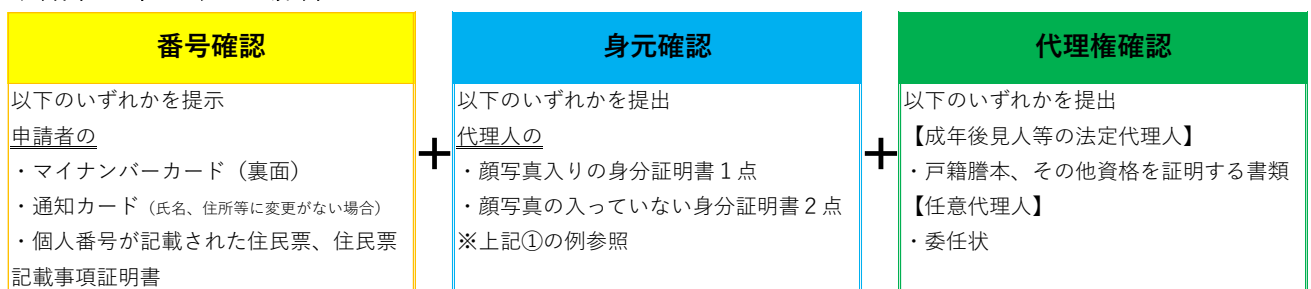 番号確認
以下のいずれかを提示
申請者の
・マイナンバーカード（裏面）
・通知カード（氏名、住所等に変更がない場合）
・個人番号が記載された住民票、住民票
記載事項証明書
＋
身元確認
以下のいずれかを提出
代理人の
・顔写真入りの身分証明書１点
・顔写真の入っていない身分証明書２点
※上記①の例参照
＋
代理権確認
以下のいずれかを提出
【成年後見人等の法定代理人】
・戸籍謄本、その他資格を証明する書類
【任意代理人】
・委任状